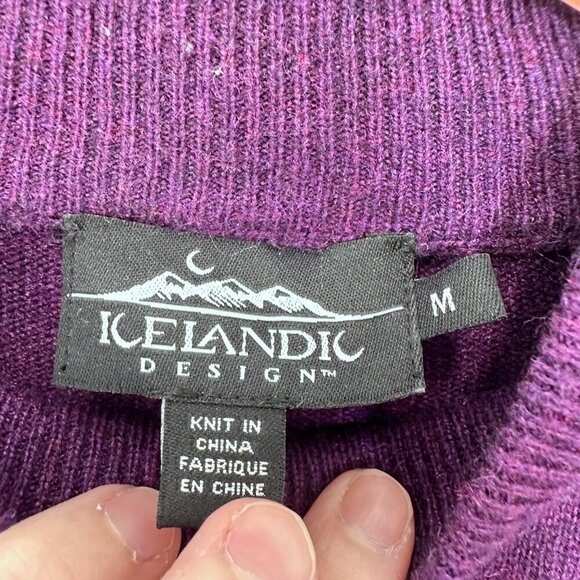 ICELANDIC
DESIGN™
M
KNIT IN
CHINA
FABRIQUE
EN CHINE